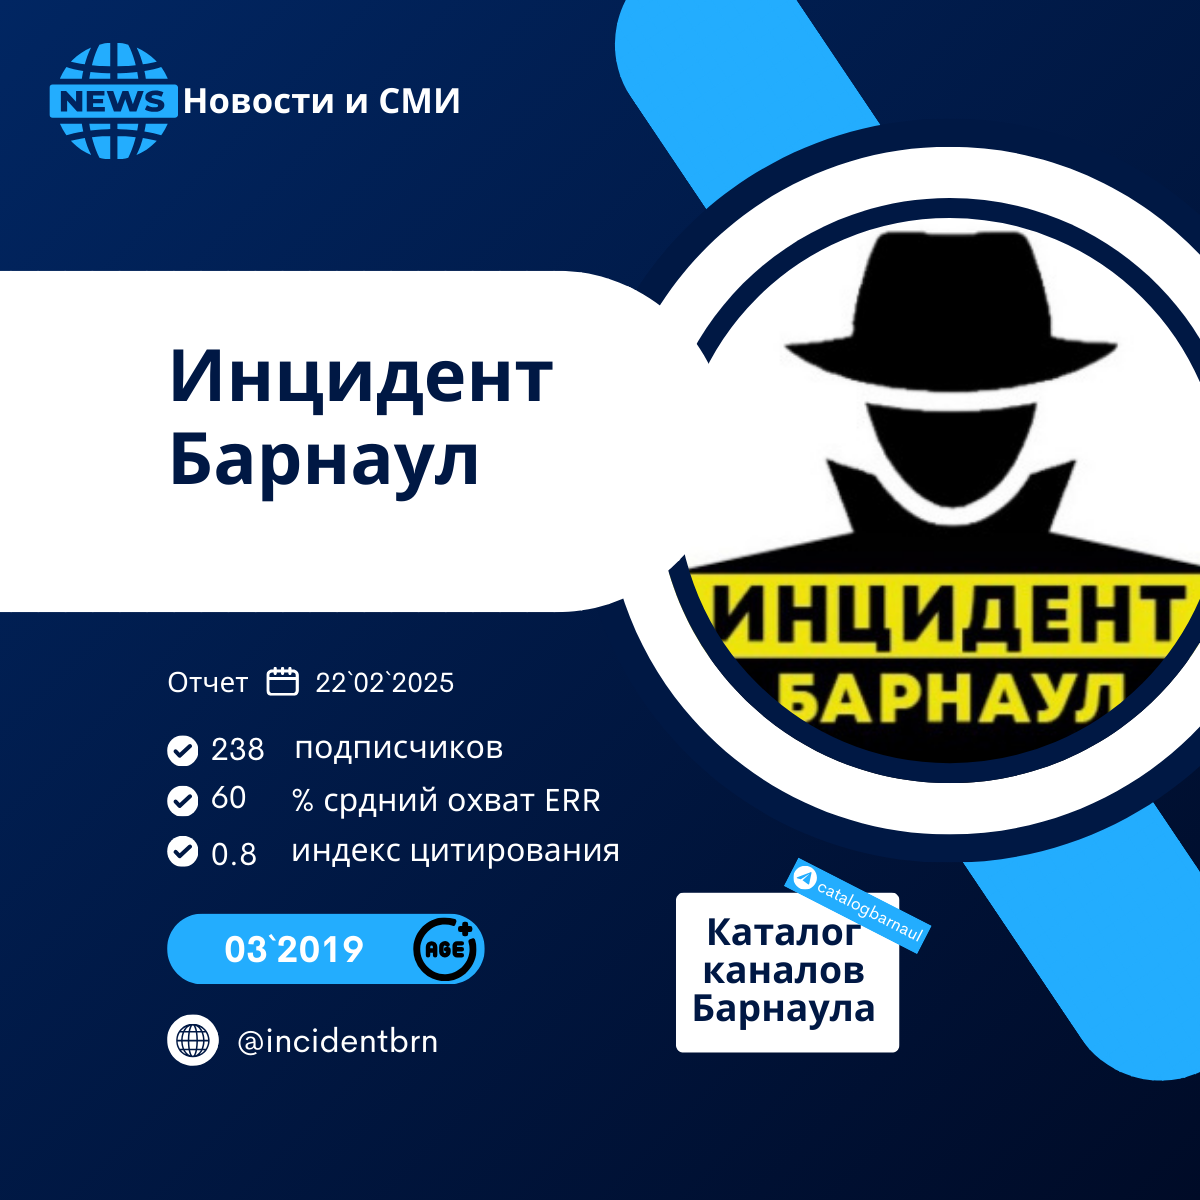 NEWS Новости и СМИ
Инцидент
Барнаул
ИНЦИДЕНТ
БАРНАУЛ
Отчет 22`02`2025
238 подписчиков
60 % срдний охват ERR
0.8 индекс цитирования
03`2019 AGE+
@incidentbrn
catalogbarnaul
Каталог
каналов
Барнаула